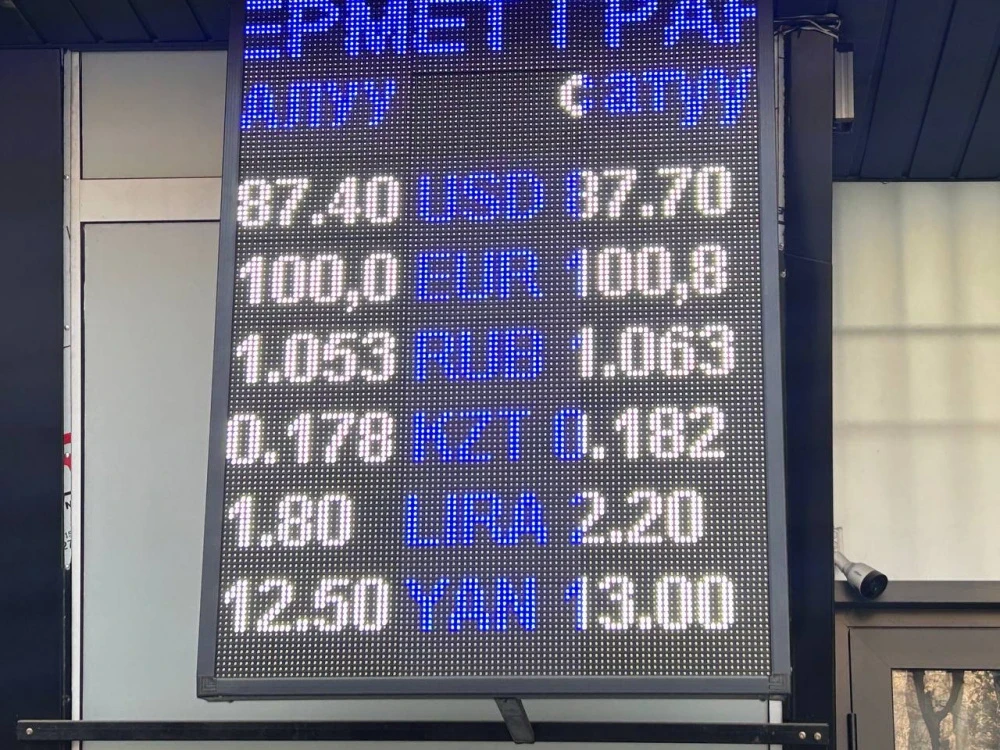 АЛУУ сатуу
87.40 USD 87.70
100,0 EUR 100,8
1.053 RUB 1.063
0.178 KZT 0.182
1.80 LIRA 2.20
12.50 YAN 13.00